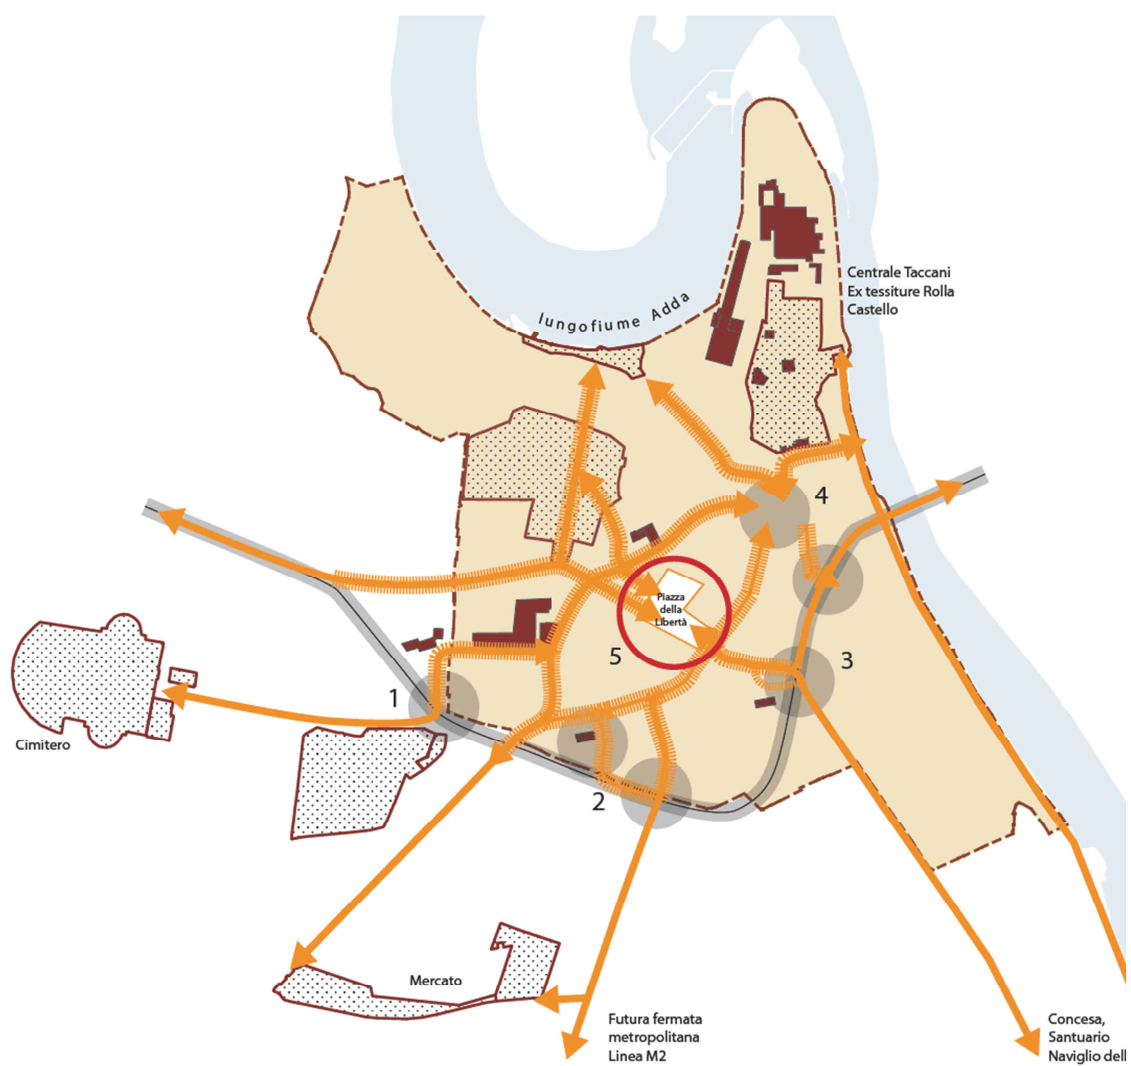 lungofiume Adda
Centrale Taccani
Ex tessiture Rolla
Castello
4
Piazza
della
Libertà
5
3
1
Cimitero
2
Mercato
Futura fermata
metropolitana
Linea M2
Concesa,
Santuario
Naviglio dell